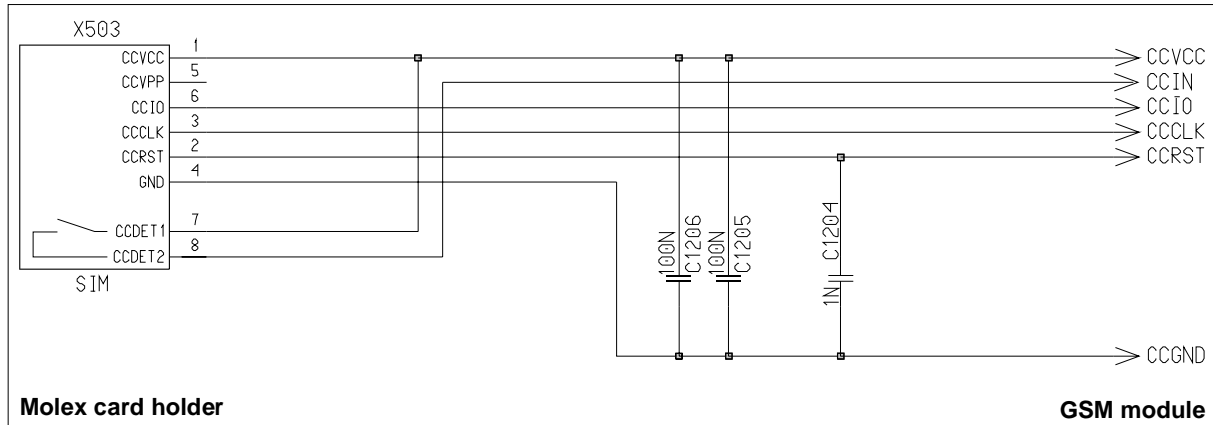 X503
CCVCC 1
CCVPP 5
CCIO 6
CCCLK 3
CCRST 2
GND 4
CCDET1 7
CCDET2 8
SIM
100N
C1206
100N
C1205
1N
C1204
CCVCC
CCIN
CCIO
CCCLK
CCRST
CCGND
Molex card holder
GSM module